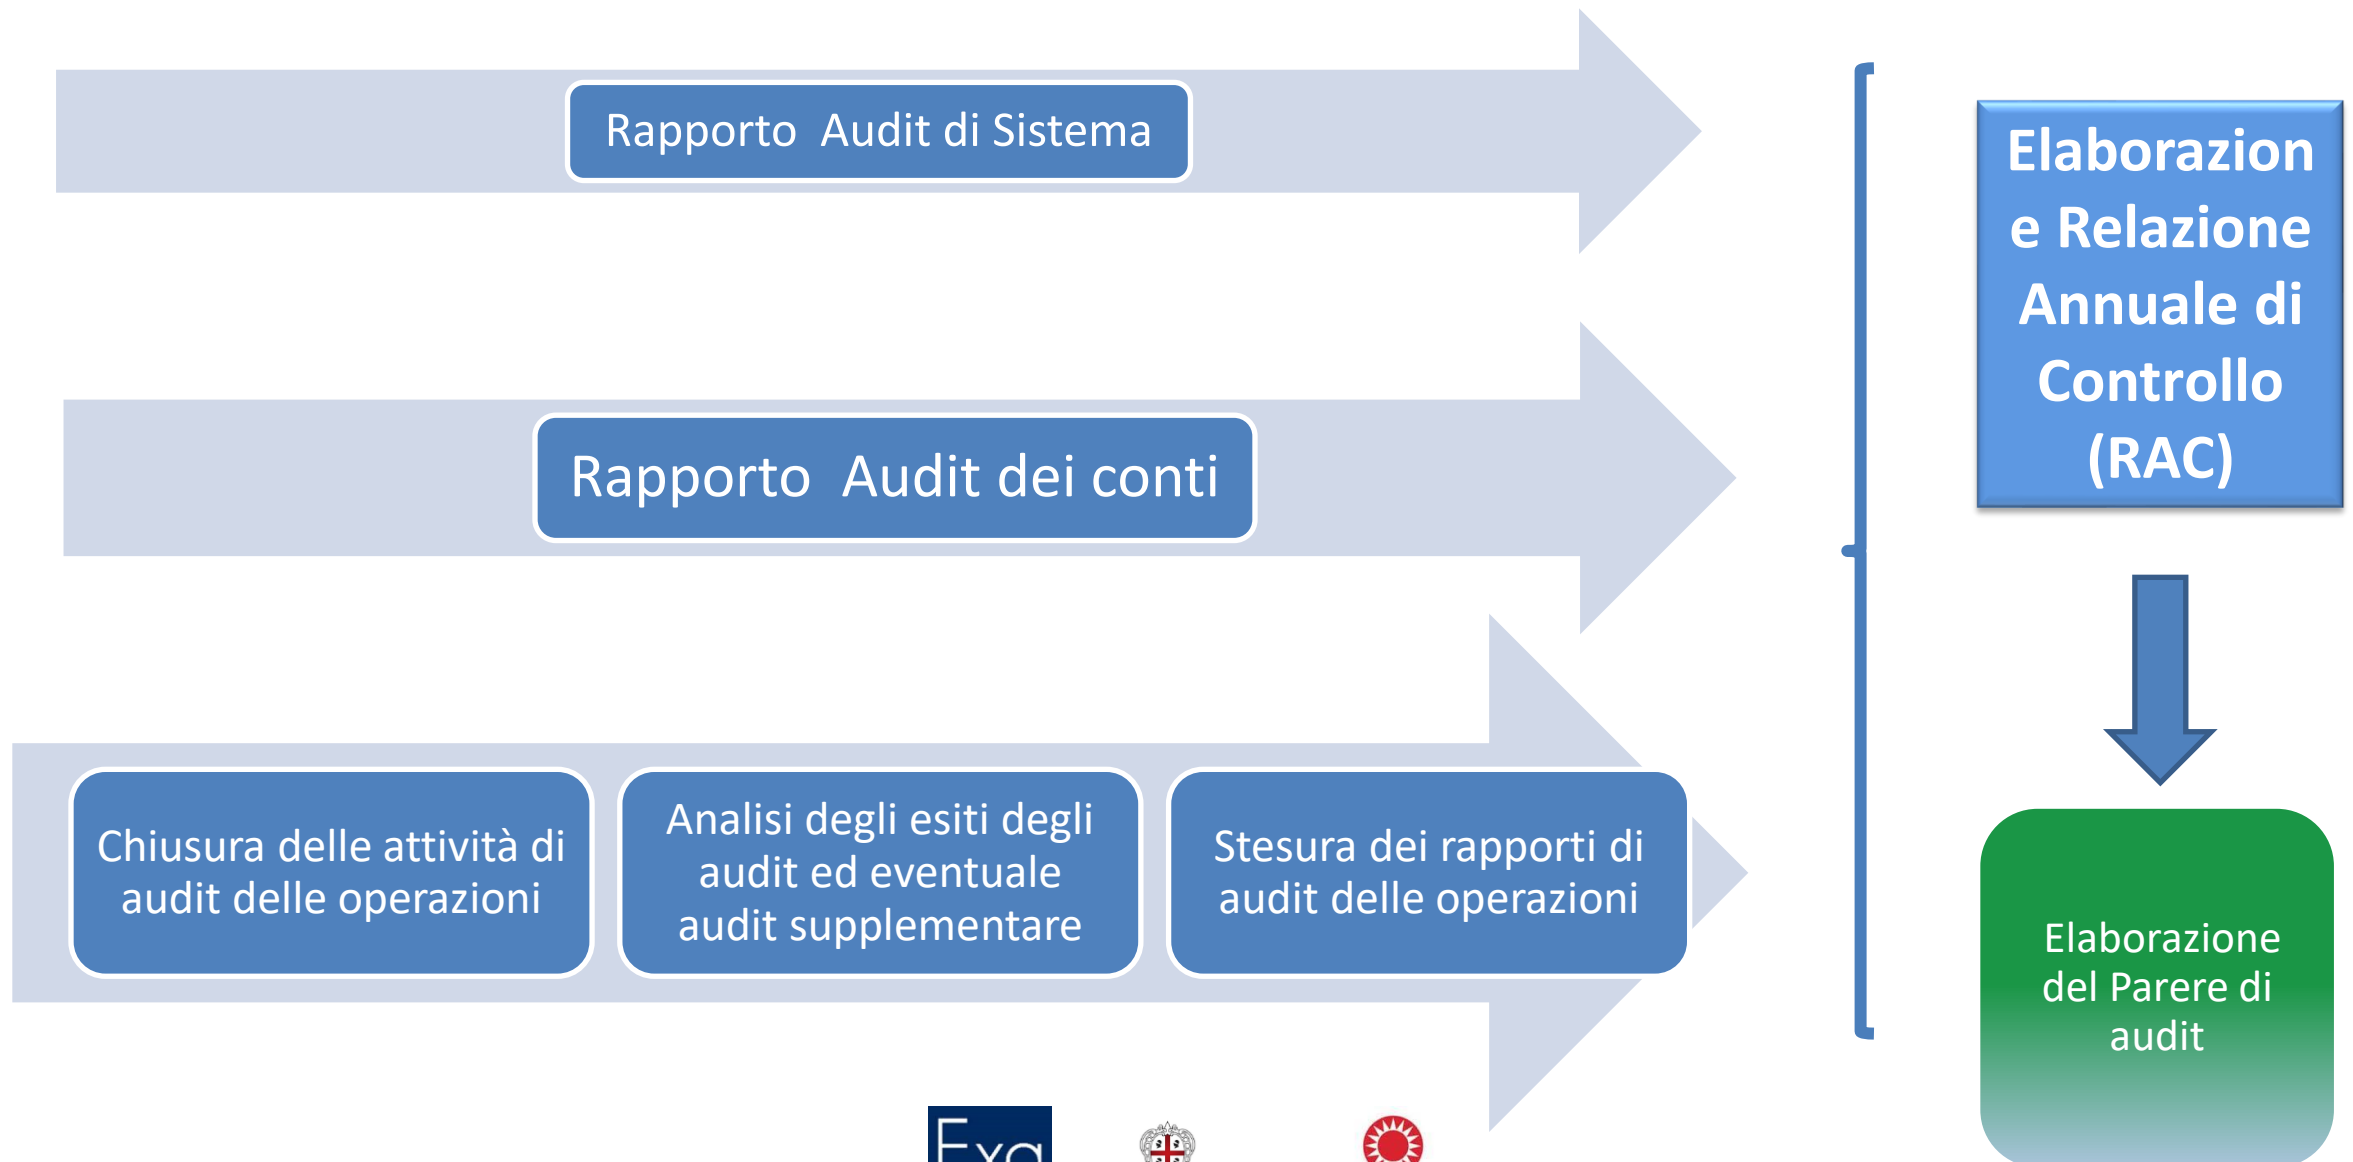 Rapporto  Audit di Sistema
Rapporto  Audit dei conti
Chiusura delle attività di
audit delle operazioni
Analisi degli esiti degli
audit ed eventuale
audit supplementare
Stesura dei rapporti di
audit delle operazioni
Elaborazion
e Relazione
Annuale di
Controllo
(RAC)
Elaborazione
del Parere di
audit
Exa